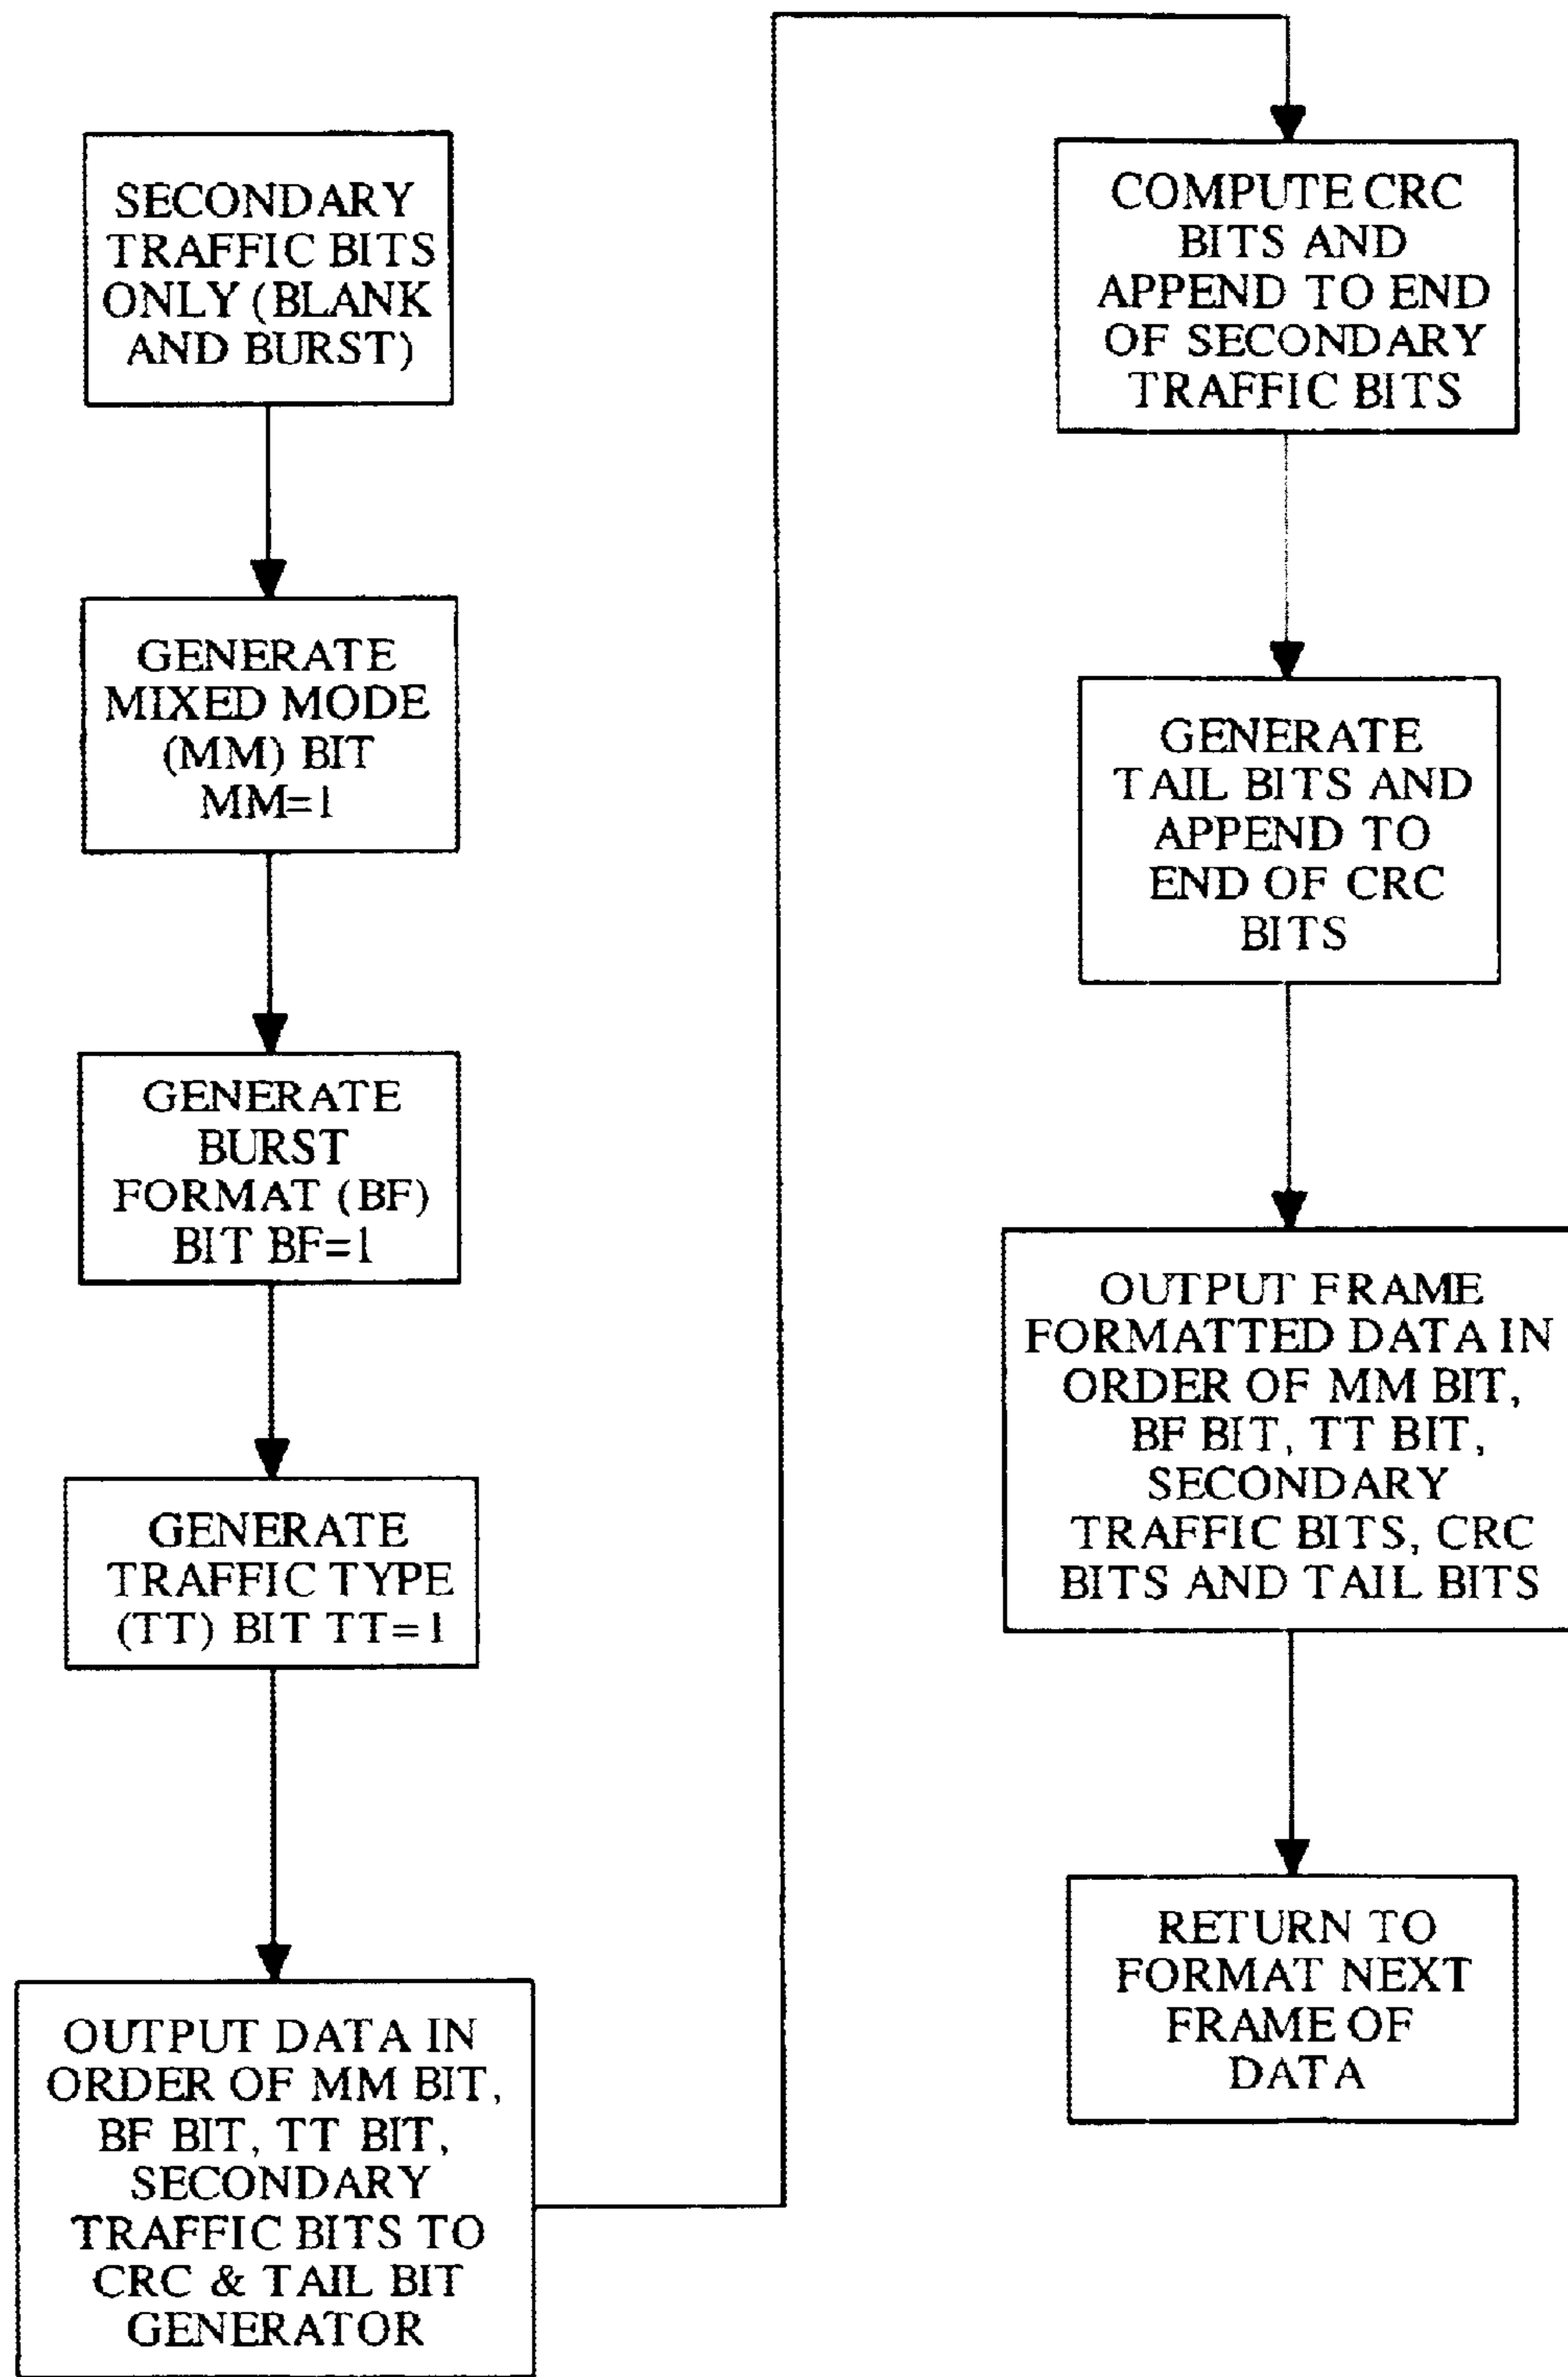 SECONDARY
TRAFFIC BITS
ONLY (BLANK
AND BURST)
GENERATE
MIXED MODE
(MM) BIT
MM=1
GENERATE
BURST
FORMAT (BF)
BIT BF=1
GENERATE
TRAFFIC TYPE
(TT) BIT TT=1
OUTPUT DATA IN
ORDER OF MM BIT,
BF BIT, TT BIT,
SECONDARY
TRAFFIC BITS TO
CRC & TAIL BIT
GENERATOR
COMPUTE CRC
BITS AND
APPEND TO END
OF SECONDARY
TRAFFIC BITS
GENERATE
TAIL BITS AND
APPEND TO
END OF CRC
BITS
OUTPUT FRAME
FORMATTED DATA IN
ORDER OF MM BIT,
BF BIT, TT BIT,
SECONDARY
TRAFFIC BITS, CRC
BITS AND TAIL BITS
RETURN TO
FORMAT NEXT
FRAME OF
DATA